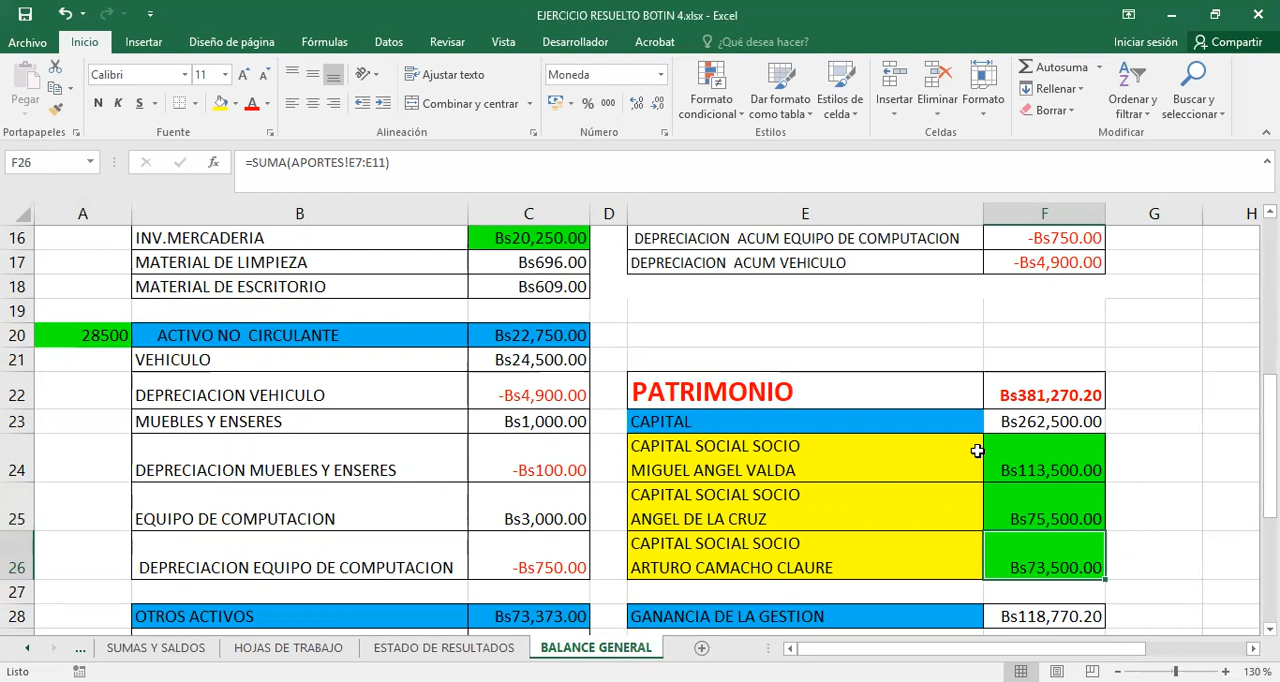 EJERCICIO RESUELTO BOTIN 4.xlsx - Excel
Archivo Inicio Insertar Diseño de página Fórmulas Datos Revisar Vista Desarrollador Acrobat ¿Qué desea hacer? Iniciar sesión Compartir
Pegar
Portapapeles
Calibri 11
N K S
Fuente
Ajustar texto
Combinar y centrar
Alineación
Moneda
% 000
Número
Formato condicional
Dar formato como tabla
Estilos de celda
Estilos
Insertar Eliminar Formato
Celdas
Autosuma
Rellenar
Borrar
Ordenar y filtrar
Buscar y seleccionar
Modificar
F26 fx =SUMA(APORTES!E7:E11)
A B C D E F G H
16 INV.MERCADERIA Bs20,250.00 DEPRECIACION ACUM EQUIPO DE COMPUTACION -Bs750.00
17 MATERIAL DE LIMPIEZA Bs696.00 DEPRECIACION ACUM VEHICULO -Bs4,900.00
18 MATERIAL DE ESCRITORIO Bs609.00
19
20 28500 ACTIVO NO CIRCULANTE Bs22,750.00
21 VEHICULO Bs24,500.00
22 DEPRECIACION VEHICULO -Bs4,900.00 PATRIMONIO Bs381,270.20
23 MUEBLES Y ENSERES Bs1,000.00 CAPITAL Bs262,500.00
CAPITAL SOCIAL SOCIO
24 DEPRECIACION MUEBLES Y ENSERES -Bs100.00 MIGUEL ANGEL VALDA Bs113,500.00
CAPITAL SOCIAL SOCIO
25 EQUIPO DE COMPUTACION Bs3,000.00 ANGEL DE LA CRUZ Bs75,500.00
CAPITAL SOCIAL SOCIO
26 DEPRECIACION EQUIPO DE COMPUTACION -Bs750.00 ARTURO CAMACHO CLAURE Bs73,500.00
27
28 OTROS ACTIVOS Bs73,373.00 GANANCIA DE LA GESTION Bs118,770.20
... SUMAS Y SALDOS HOJAS DE TRABAJO ESTADO DE RESULTADOS BALANCE GENERAL
Listo 130 %